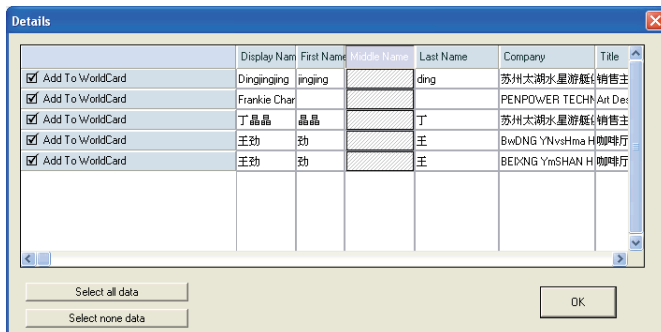 Details
Display Nam First Name Middle Name Last Name Company Title
Add To WorldCard Dingjingjing jingjing ding 苏州太湖水星游艇 销售主
Add To WorldCard Frankie Char PENPOWER TECHN Art Des
Add To WorldCard 丁晶晶 晶晶 丁 苏州太湖水星游艇 销售主
Add To WorldCard 王劲 劲 王 BwDNG YNvsHma H 咖啡厅
Add To WorldCard 王劲 劲 王 BEIXNG YmSHAN H 咖啡厅
Select all data
OK
Select none data